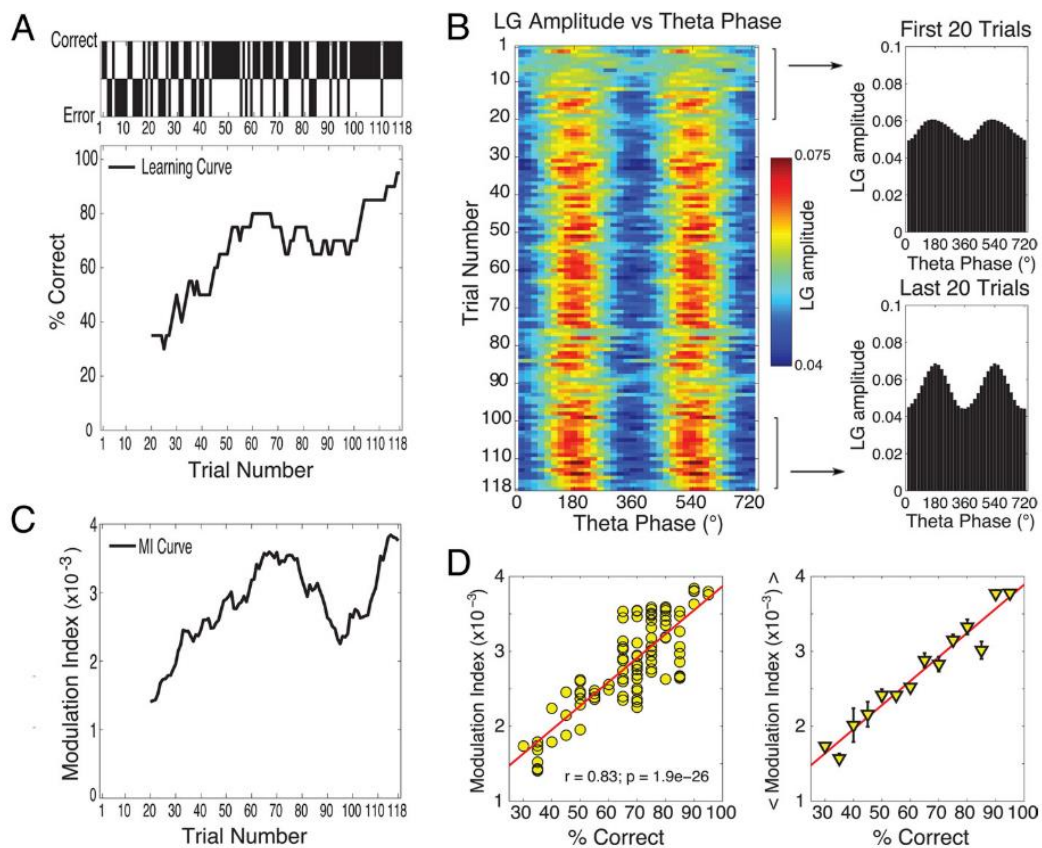 A
Correct
Error
1 10 20 30 40 50 60 70 80 90 101 118
Learning Curve
100
80
60
40
20
0
% Correct
1 10 20 30 40 50 60 70 80 90 101 118
Trial Number
B
LG Amplitude vs Theta Phase
1
10
20
30
40
50
60
70
80
90
100
110
118
Trial Number
0 180 360 540 720
Theta Phase (°)
0.075
LG amplitude
0.04
First 20 Trials
0.1
0.08
0.06
0.04
0.02
0
LG amplitude
0 180 360 540 720
Theta Phase (°)
Last 20 Trials
0.1
0.08
0.06
0.04
0.02
0
LG amplitude
0 180 360 540 720
Theta Phase (°)
C
MI Curve
4
3
2
1
0
Modulation Index (x10⁻³)
1 10 20 30 40 50 60 70 80 90 101 118
Trial Number
D
4
3
2
1
Modulation Index (x10⁻³)
r = 0.83; p = 1.9e−26
30 40 50 60 70 80 90 100
% Correct
4
3
2
1
< Modulation Index (x10⁻³) >
30 40 50 60 70 80 90 100
% Correct